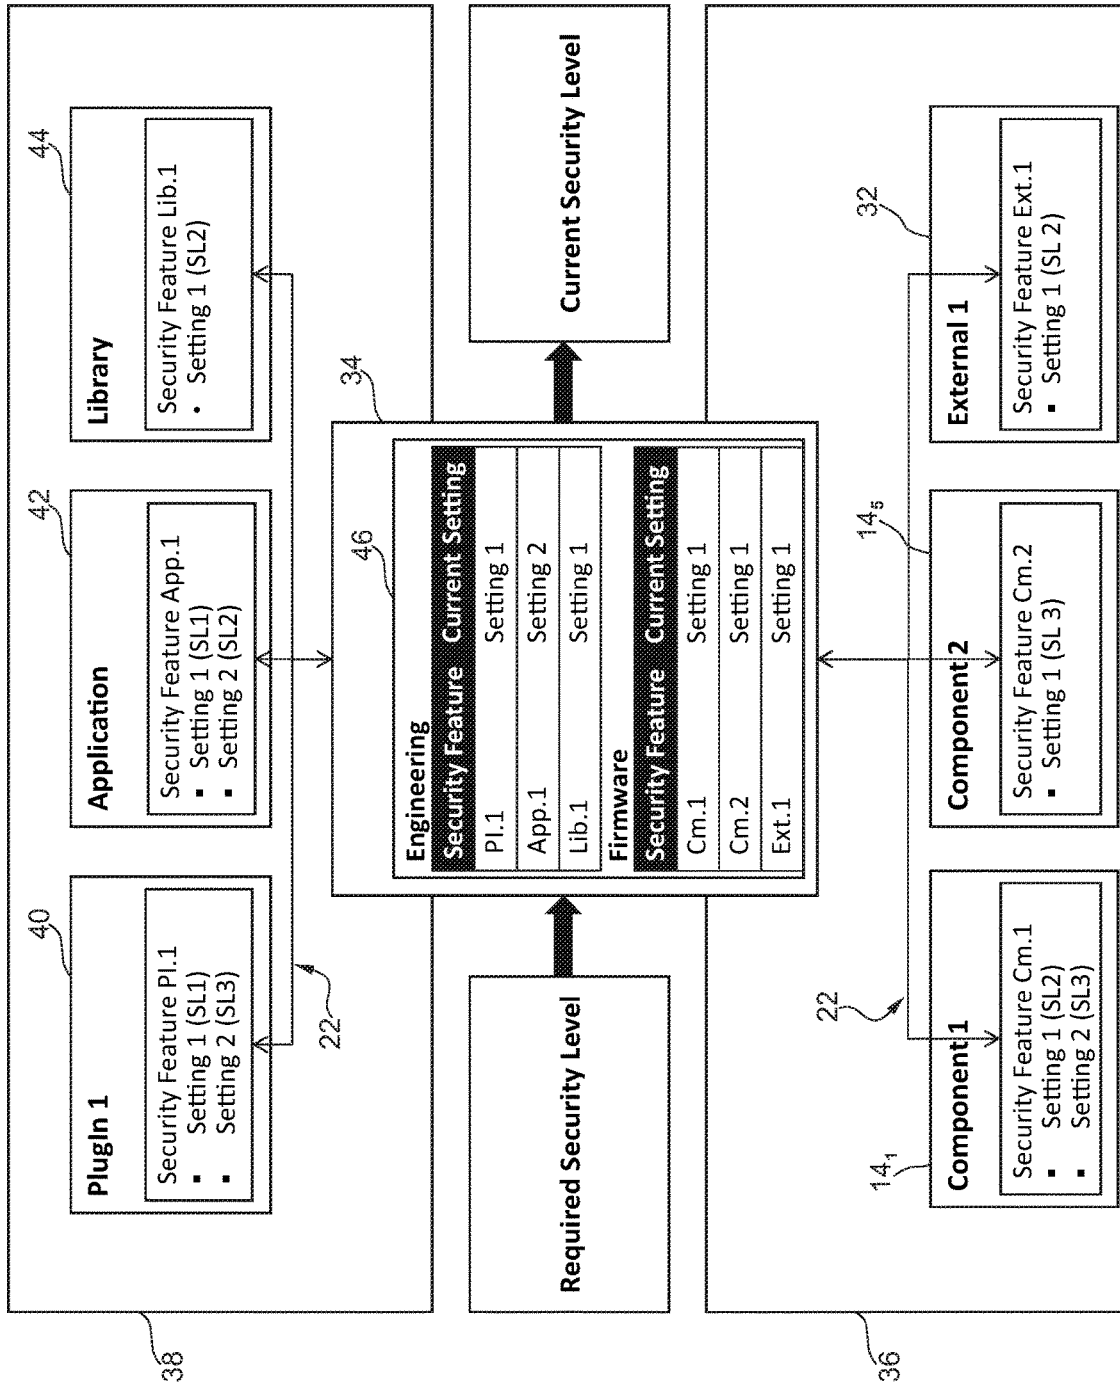 38
40
PlugIn 1
Security Feature Pl.1
▪ Setting 1 (SL1)
▪ Setting 2 (SL3)
42
Application
Security Feature App.1
▪ Setting 1 (SL1)
▪ Setting 2 (SL2)
44
Library
Security Feature Lib.1
• Setting 1 (SL2)
22
Required Security Level
46
34
Engineering
Security Feature Current Setting
Pl.1 Setting 1
App.1 Setting 2
Lib.1 Setting 1
Firmware
Security Feature Current Setting
Cm.1 Setting 1
Cm.2 Setting 1
Ext.1 Setting 1
Current Security Level
36
22
14₁
Component 1
Security Feature Cm.1
▪ Setting 1 (SL2)
▪ Setting 2 (SL3)
14₅
Component 2
Security Feature Cm.2
▪ Setting 1 (SL 3)
32
External 1
Security Feature Ext.1
▪ Setting 1 (SL 2)